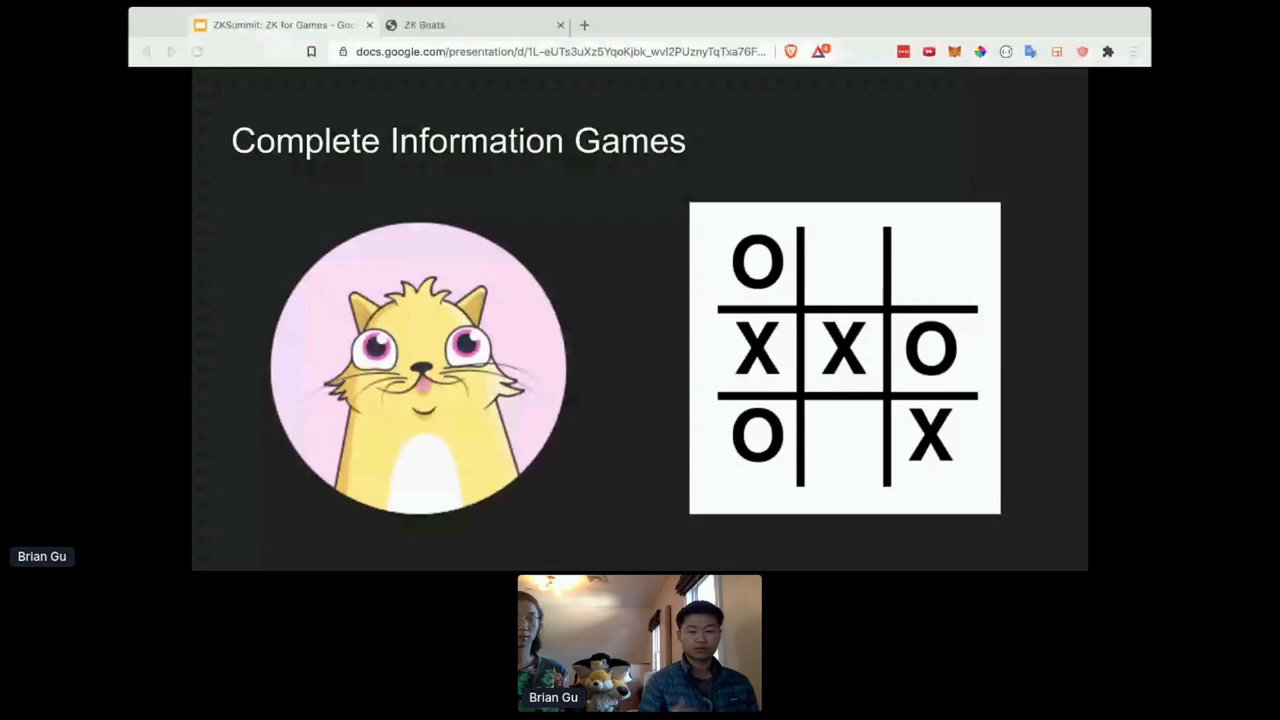 ZKSummit: ZK for Games - Goo
ZK Boats
docs.google.com/presentation/d/1L-eUTs3uXz5YqoKjbk_wvI2PUznyTqTxa76F...
Complete Information Games
O
X X O
O X
Brian Gu
Brian Gu